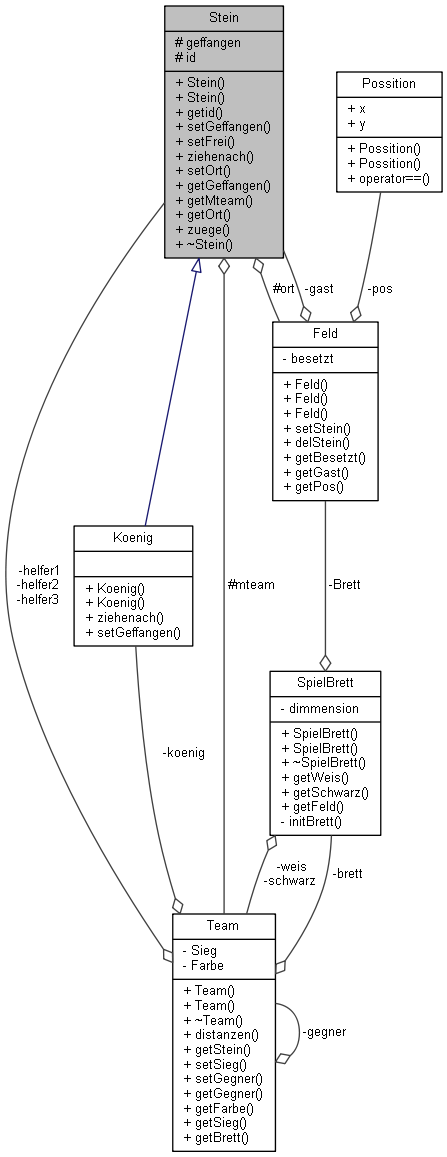 Stein
# geffangen
# id
+ Stein()
+ Stein()
+ getid()
+ setGeffangen()
+ setFrei()
+ ziehenach()
+ setOrt()
+ getGeffangen()
+ getMteam()
+ getOrt()
+ zuege()
+ ~Stein()
Possition
+ x
+ y
+ Possition()
+ Possition()
+ operator==()
#ort
-gast
-pos
Feld
- besetzt
+ Feld()
+ Feld()
+ Feld()
+ setStein()
+ delStein()
+ getBesetzt()
+ getGast()
+ getPos()
Koenig
+ Koenig()
+ Koenig()
+ ziehenach()
+ setGeffangen()
-helfer1
-helfer2
-helfer3
#mteam
-Brett
SpielBrett
- dimmension
+ SpielBrett()
+ SpielBrett()
+ ~SpielBrett()
+ getWeis()
+ getSchwarz()
+ getFeld()
- initBrett()
-koenig
-weis
-schwarz
-brett
Team
- Sieg
- Farbe
+ Team()
+ Team()
+ ~Team()
+ distanzen()
+ getStein()
+ setSieg()
+ setGegner()
+ getGegner()
+ getFarbe()
+ getSieg()
+ getBrett()
-gegner